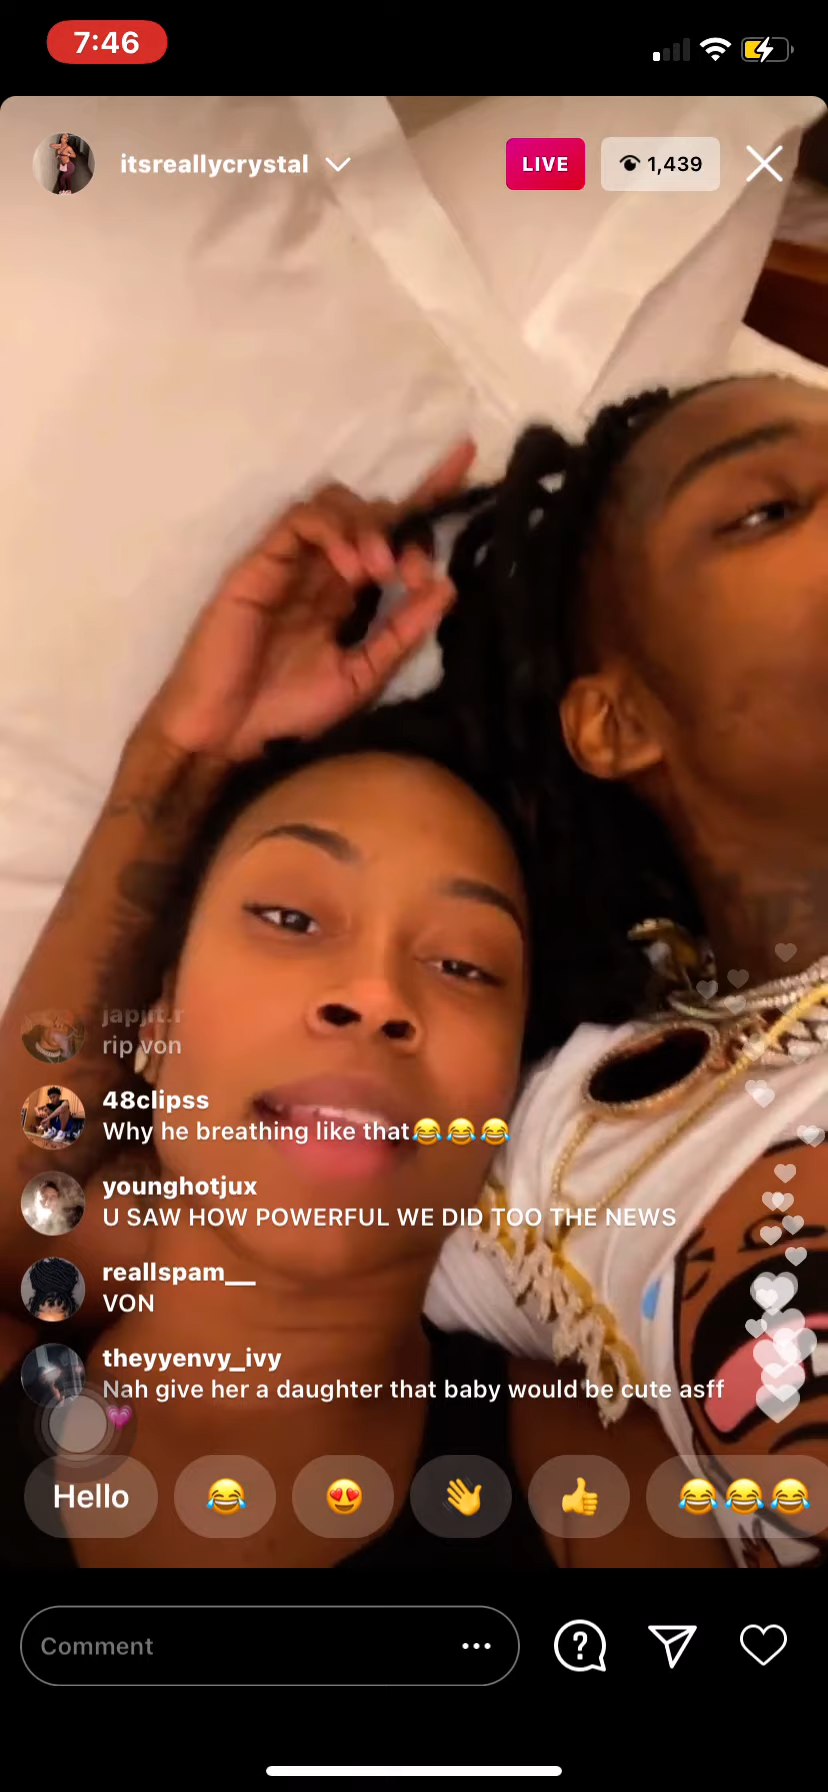 7:46
itsreallycrystal
LIVE
1,439
japjit.r
rip von
48clipss
Why he breathing like that😂😂😂
younghotjux
U SAW HOW POWERFUL WE DID TOO THE NEWS
reallspam__
VON
theyyenvy_ivy
Nah give her a daughter that baby would be cute asff
💗
Hello 😂 😍 👋 👍 😂😂😂
Comment